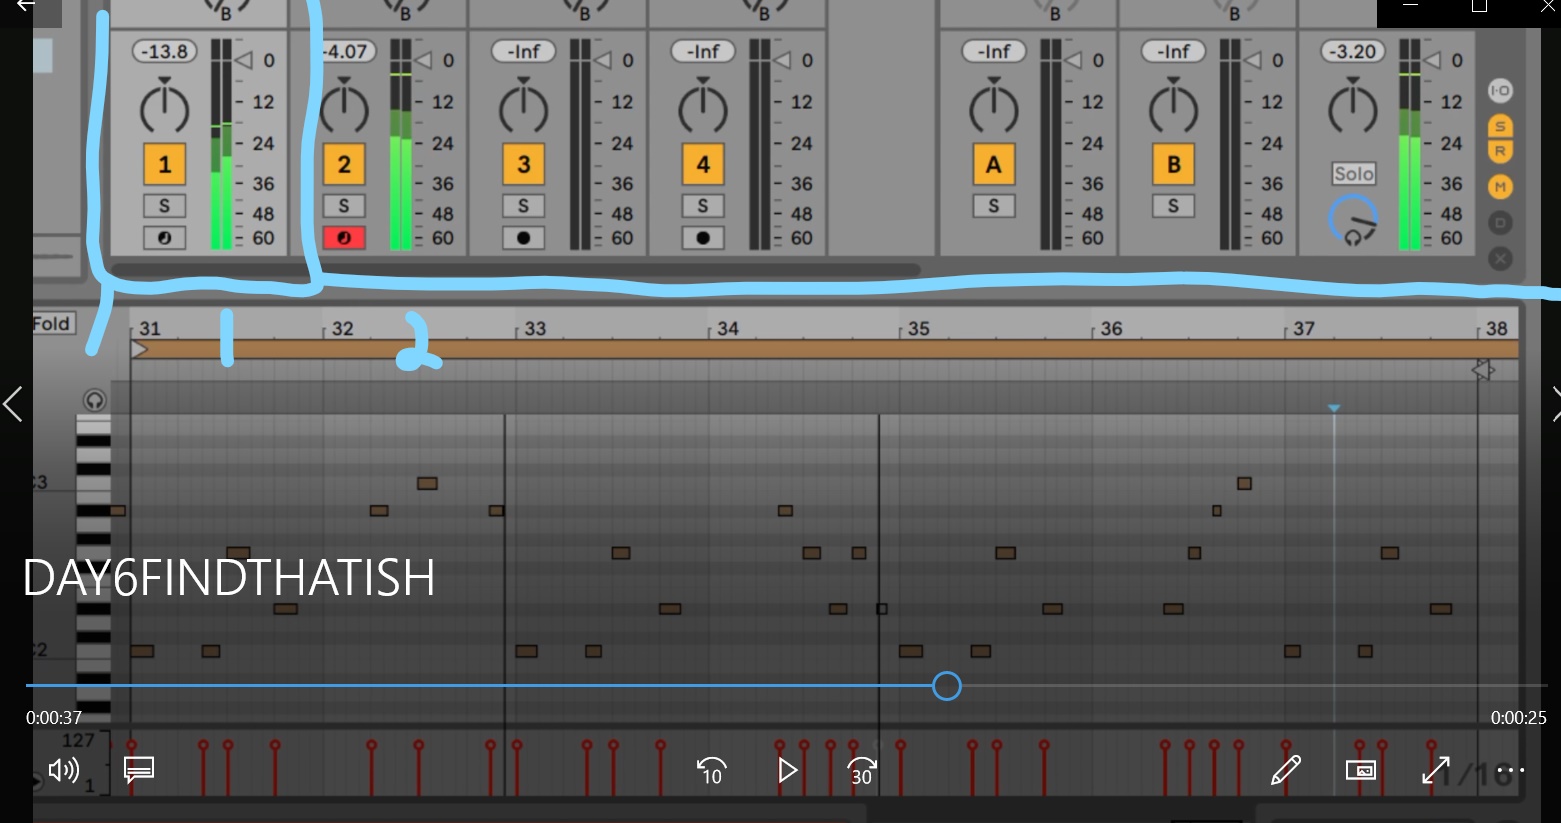 B B B B B B
-13.8 0 -4.07 0 -Inf 0 -Inf 0 -Inf 0 -Inf 0 -3.20 0
I·O
12 12 12 12 12 12 12
S
24 24 24 24 24 24 24
R
1 2 3 4 A B
Solo
36 36 36 36 36 36 36
M
S S S S S S
48 48 48 48 48 48 48
D
60 60 60 60 60 60 60
X
1 2
Fold 31 32 33 34 35 36 37 38
C3
DAY6FINDTHATISH
C2
0:00:37 0:00:25
127
10 30
1 1/16